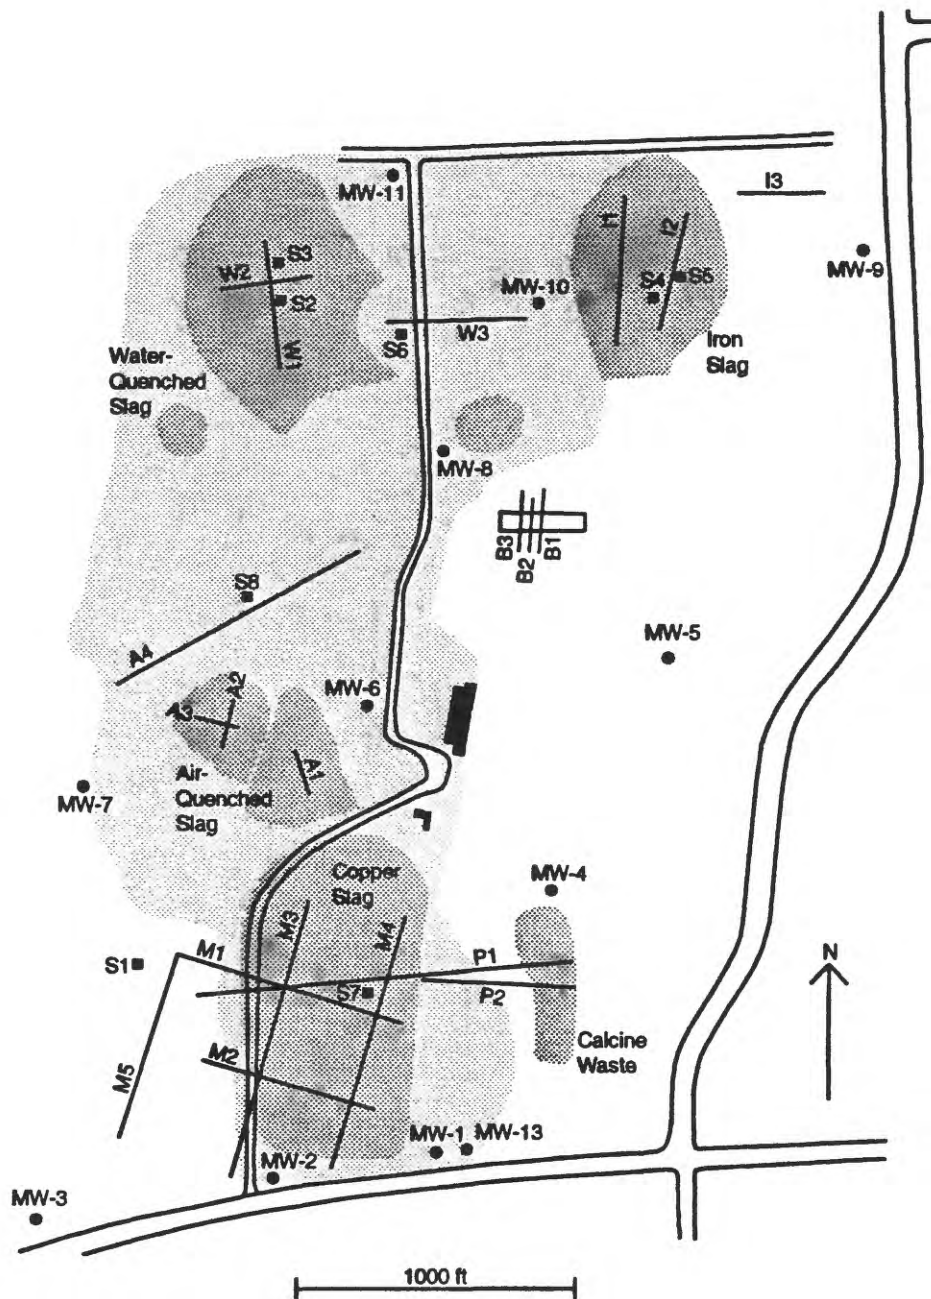 MW-11
I3
S3
W2
S2
W1
I1
I2
S4
S5
MW-10
MW-9
S6
W3
Iron
Slag
Water-
Quenched
Slag
MW-8
B3
B2
B1
S8
A4
MW-5
A2
A3
MW-6
A1
Air-
Quenched
Slag
MW-7
Copper
Slag
MW-4
M3
M4
M1
S1
P1
S7
P2
N
M2
M5
Calcine
Waste
MW-1
MW-13
MW-2
MW-3
1000 ft